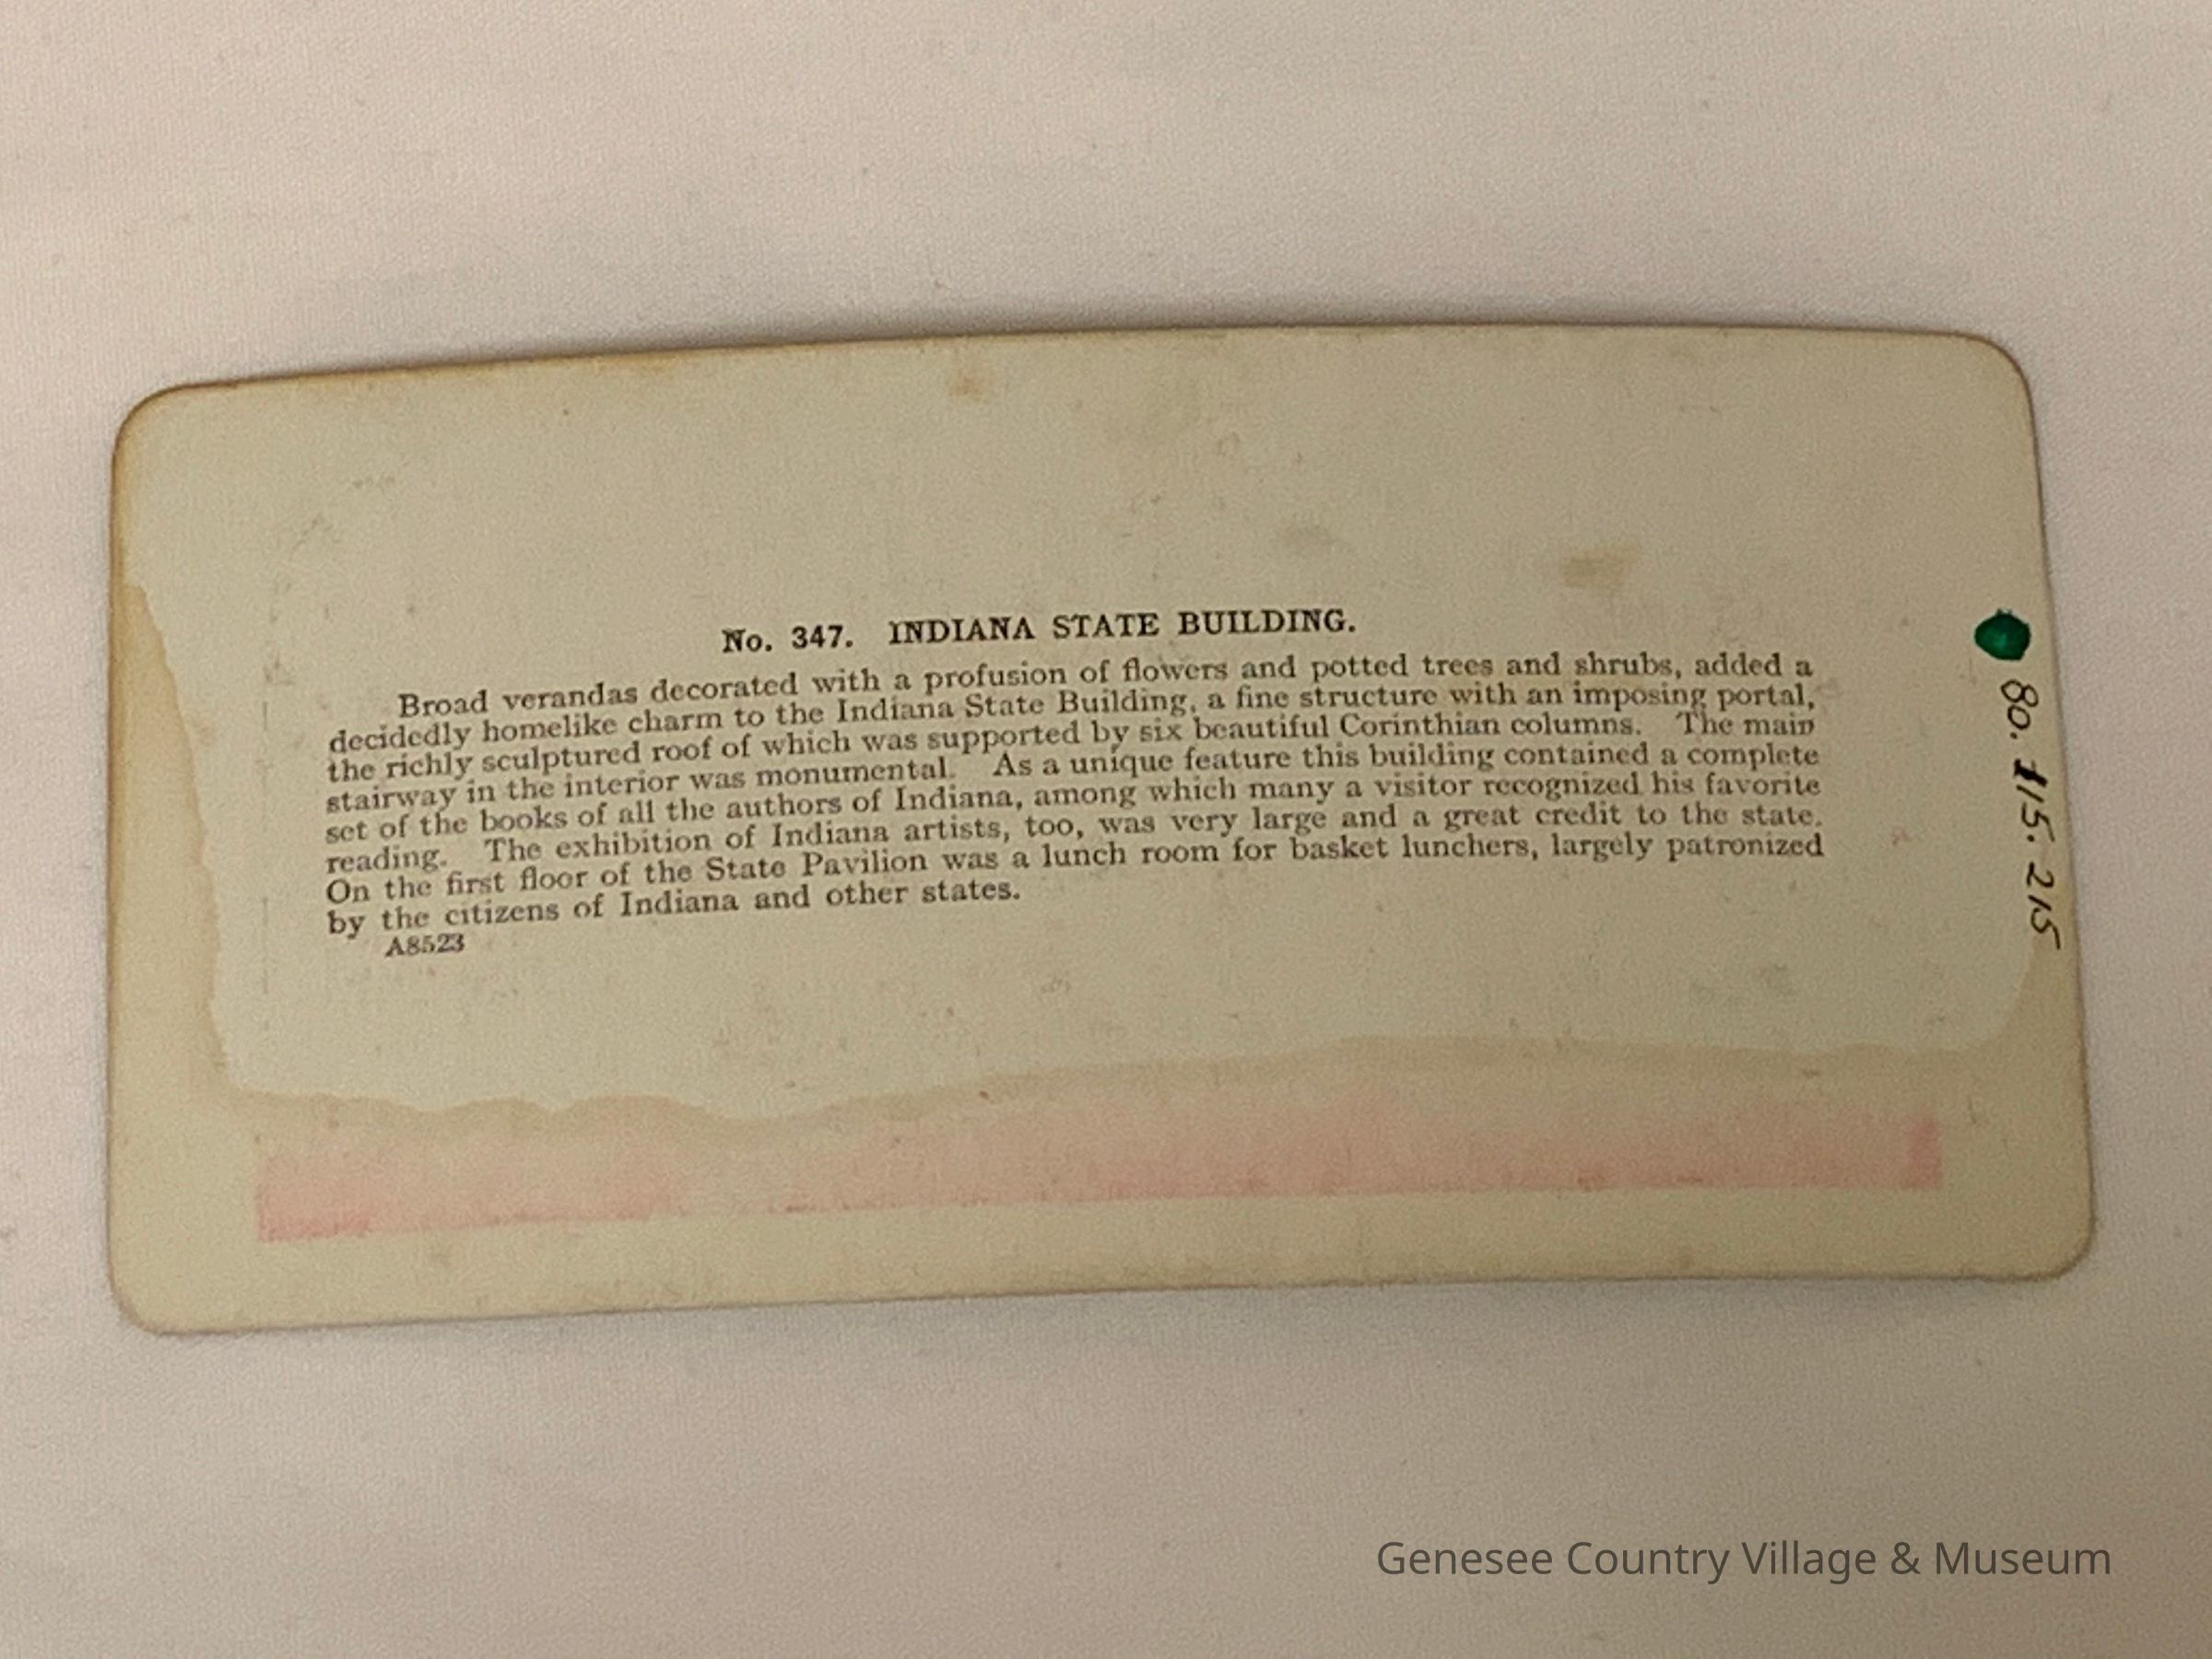 No. 347. INDIANA STATE BUILDING.
Broad verandas decorated with a profusion of flowers and potted trees and shrubs, added a
decidedly homelike charm to the Indiana State Building, a fine structure with an imposing portal,
the richly sculptured roof of which was supported by six beautiful Corinthian columns. The main
stairway in the interior was monumental. As a unique feature this building contained a complete
set of the books of all the authors of Indiana, among which many a visitor recognized his favorite
reading. The exhibition of Indiana artists, too, was very large and a great credit to the state.
On the first floor of the State Pavilion was a lunch room for basket lunchers, largely patronized
by the citizens of Indiana and other states.
A8523
80.115.215
Genesee Country Village & Museum